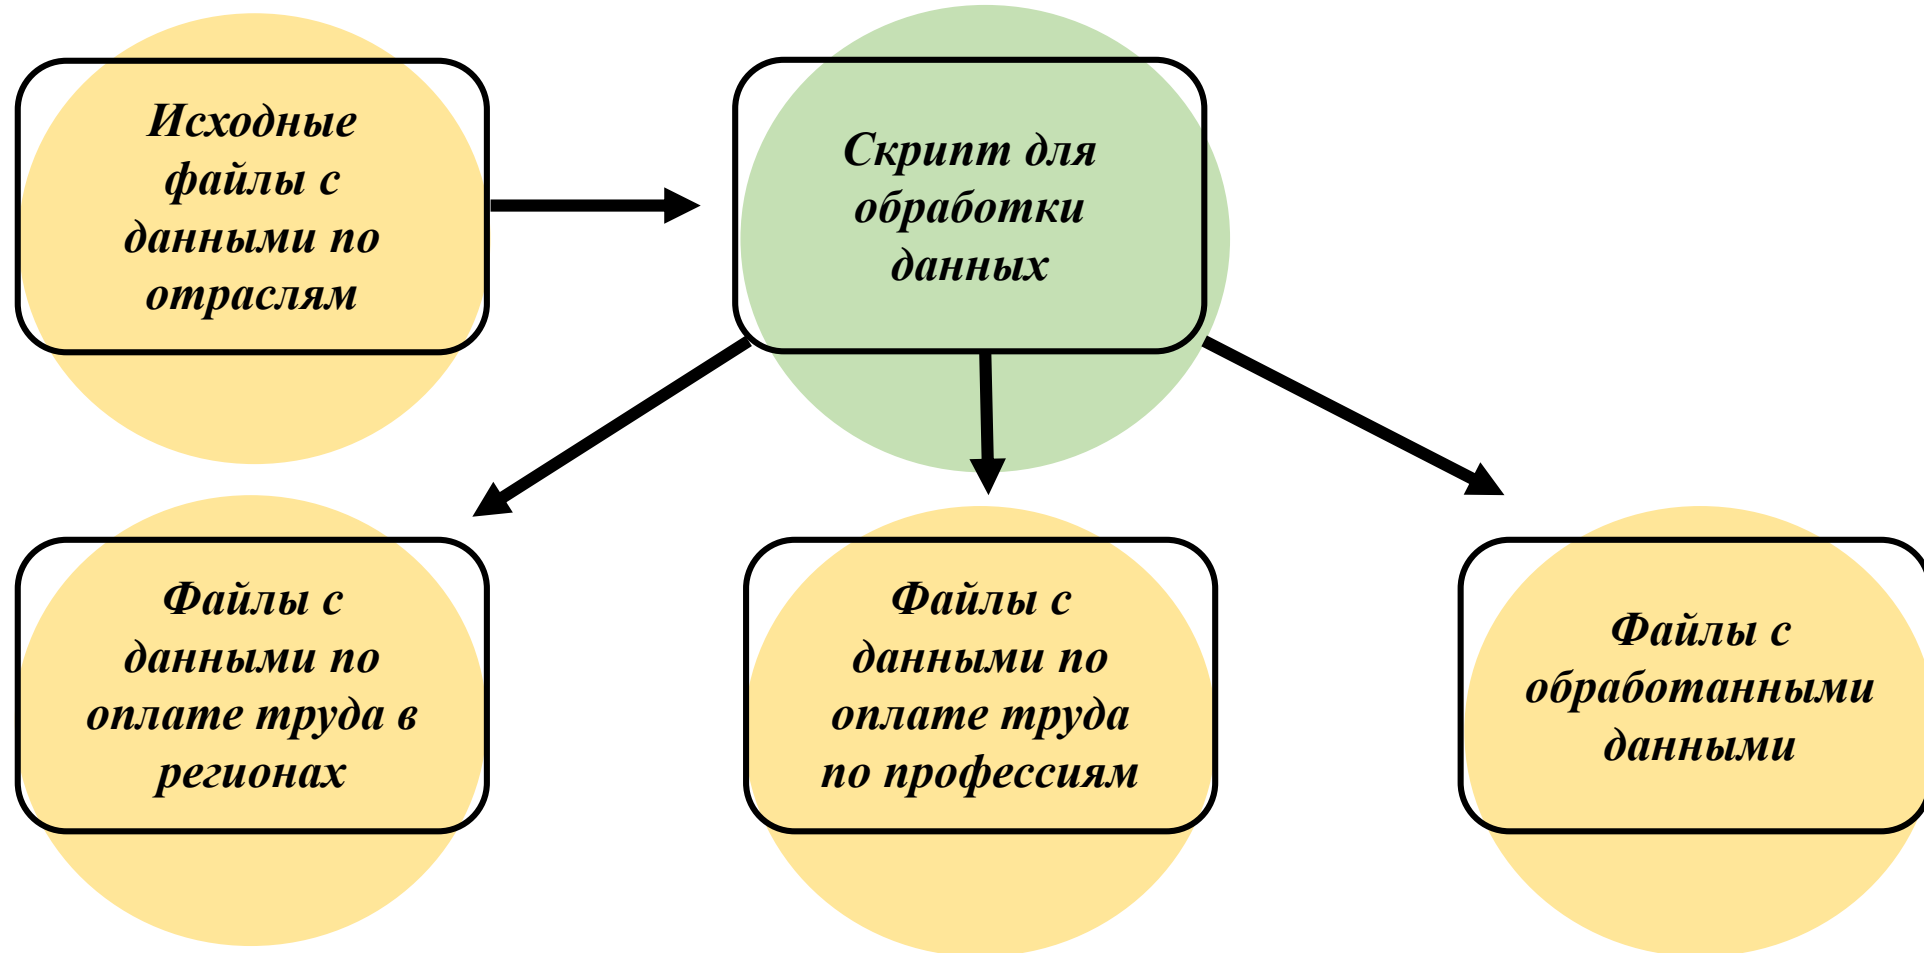 Исходные
файлы с
данными по
отраслям
Скрипт для
обработки
данных
Файлы с
данными по
оплате труда в
регионах
Файлы с
данными по
оплате труда
по профессиям
Файлы с
обработанными
данными